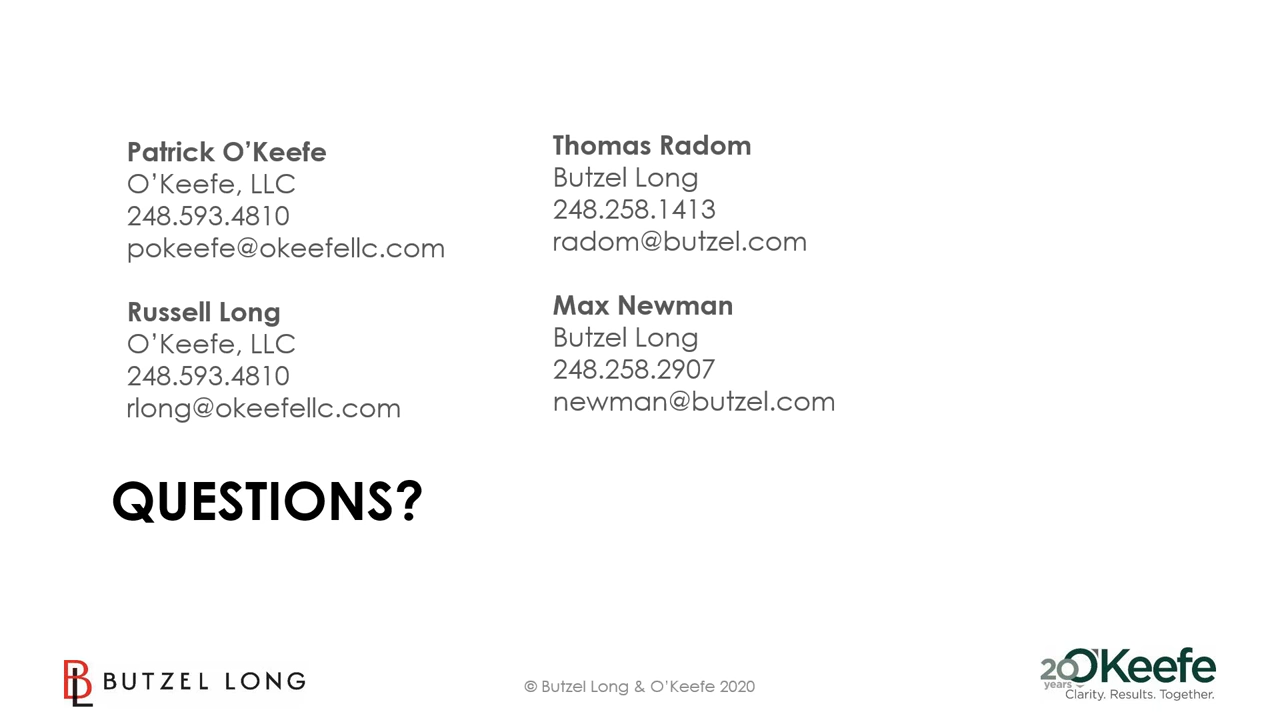 Patrick O’Keefe
O’Keefe, LLC
248.593.4810
pokeefe@okeefellc.com
Russell Long
O’Keefe, LLC
248.593.4810
rlong@okeefellc.com
Thomas Radom
Butzel Long
248.258.1413
radom@butzel.com
Max Newman
Butzel Long
248.258.2907
newman@butzel.com
QUESTIONS?
BL BUTZEL LONG
© Butzel Long & O’Keefe 2020
20 years O’Keefe
Clarity. Results. Together.